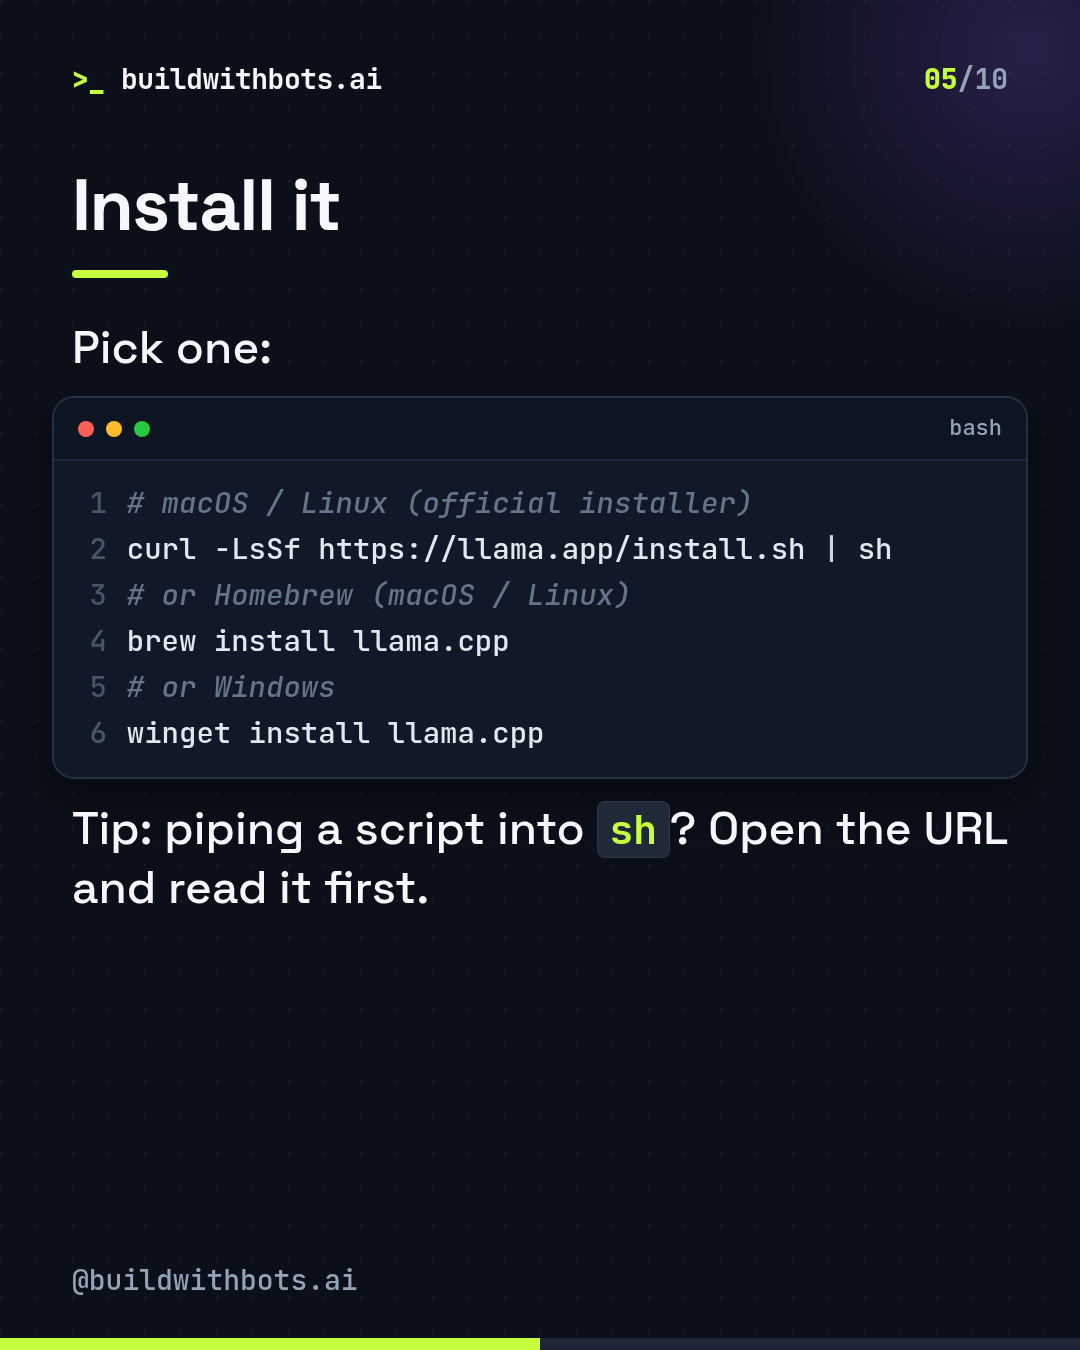 >_ buildwithbots.ai
05/10
Install it
Pick one:
bash
1 # macOS / Linux (official installer)
2 curl -LsSf https://llama.app/install.sh | sh
3 # or Homebrew (macOS / Linux)
4 brew install llama.cpp
5 # or Windows
6 winget install llama.cpp
Tip: piping a script into sh? Open the URL
and read it first.
@buildwithbots.ai